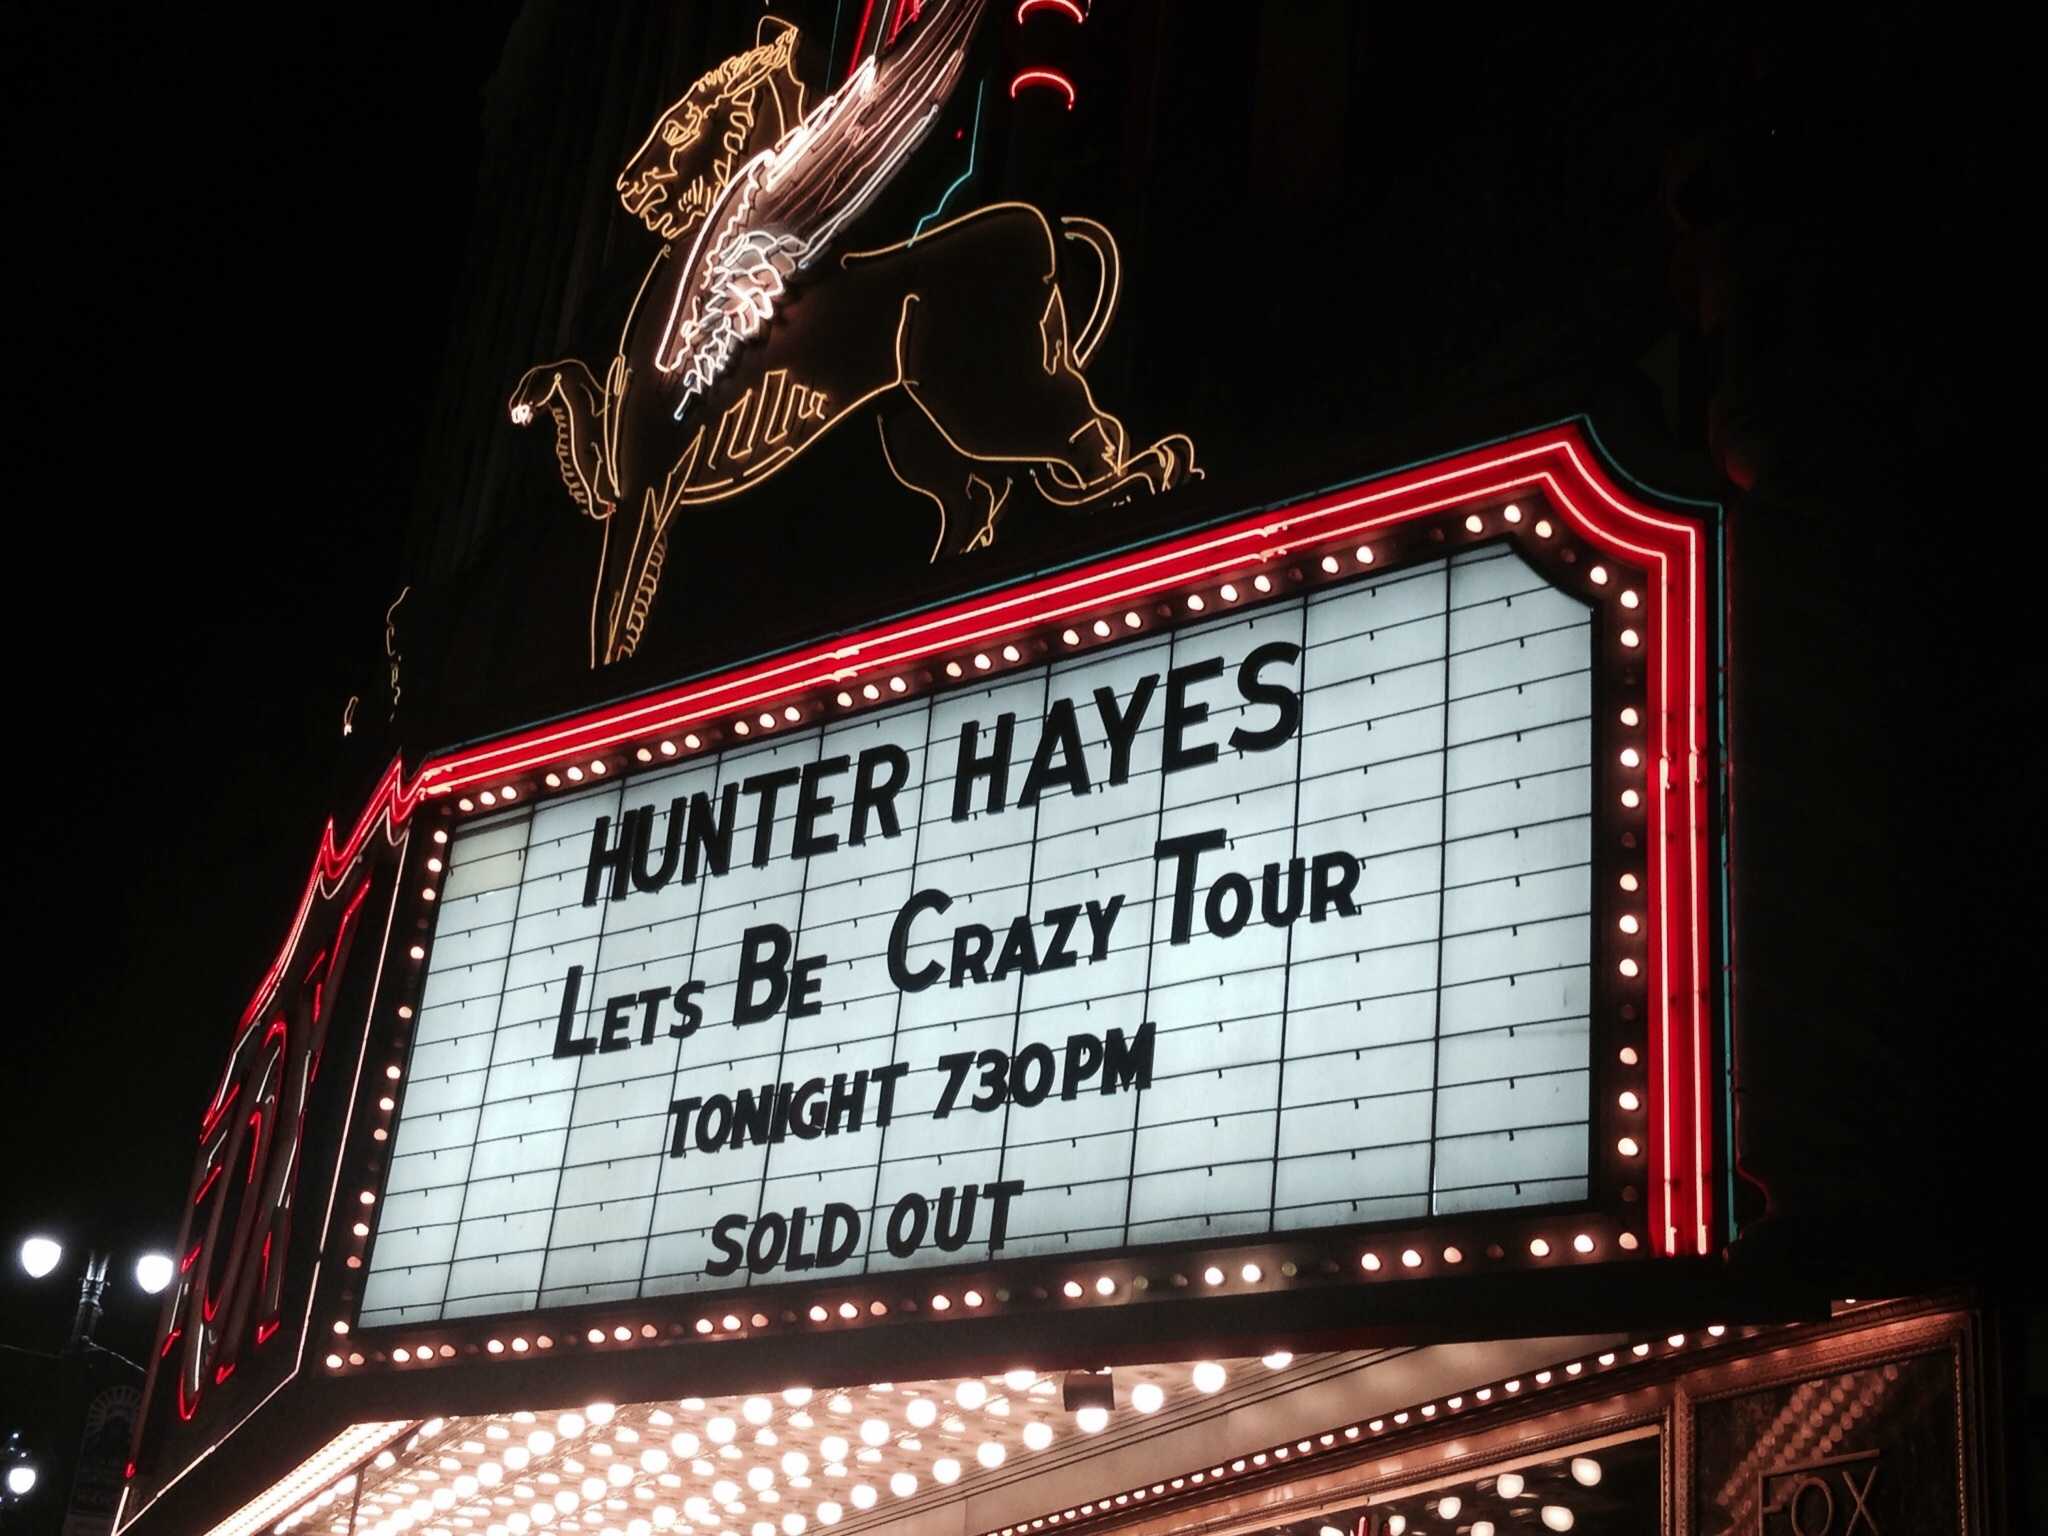 HUNTER HAYES
LETS BE CRAZY TOUR
TONIGHT 730PM
SOLD OUT
FOX